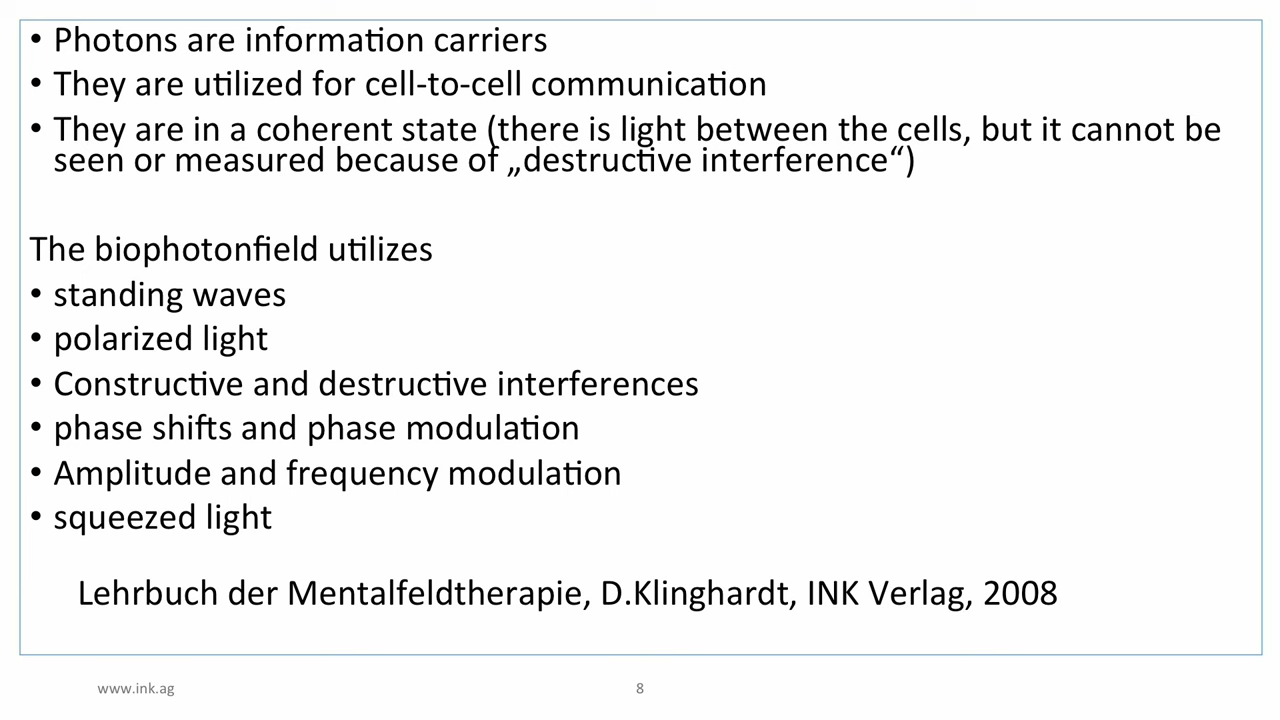 • Photons are information carriers
• They are utilized for cell-to-cell communication
• They are in a coherent state (there is light between the cells, but it cannot be
seen or measured because of „destructive interference“)
The biophotonfield utilizes
• standing waves
• polarized light
• Constructive and destructive interferences
• phase shifts and phase modulation
• Amplitude and frequency modulation
• squeezed light
Lehrbuch der Mentalfeldtherapie, D.Klinghardt, INK Verlag, 2008
www.ink.ag
8